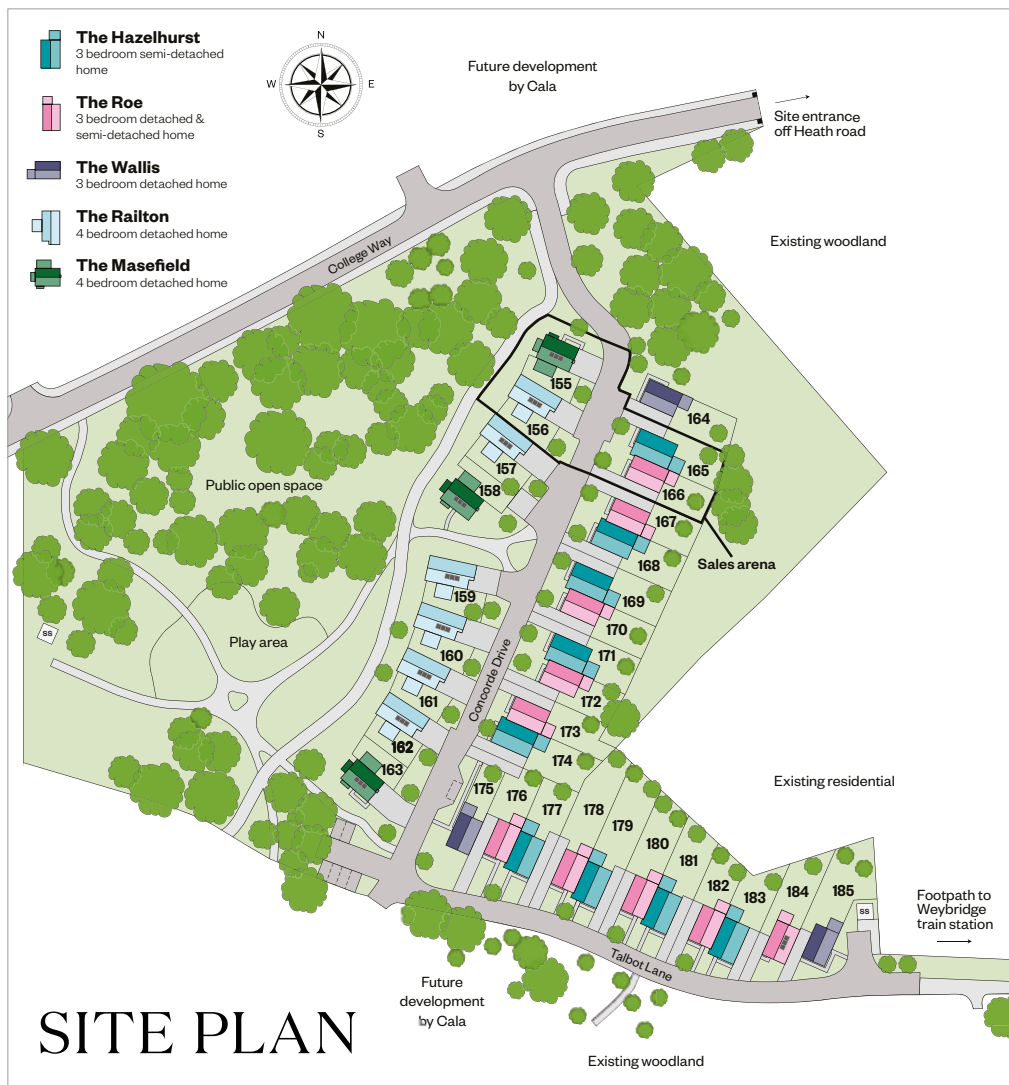 The Hazelhurst
3 bedroom semi-detached
home
The Roe
3 bedroom detached &
semi-detached home
The Wallis
3 bedroom detached home
The Railton
4 bedroom detached home
The Masefield
4 bedroom detached home
N
W
E
S
Future development
by Cala
Site entrance
off Heath road
College Way
Existing woodland
155
156
157
158
164
165
166
167
168
Sales arena
Public open space
159
160
161
162
163
169
170
171
172
173
174
Concorde Drive
Play area
ss
Existing residential
175
176
177
178
179
180
181
182
183
184
185
ss
Footpath to
Weybridge
train station
Talbot Lane
Future
development
by Cala
Existing woodland
SITE PLAN